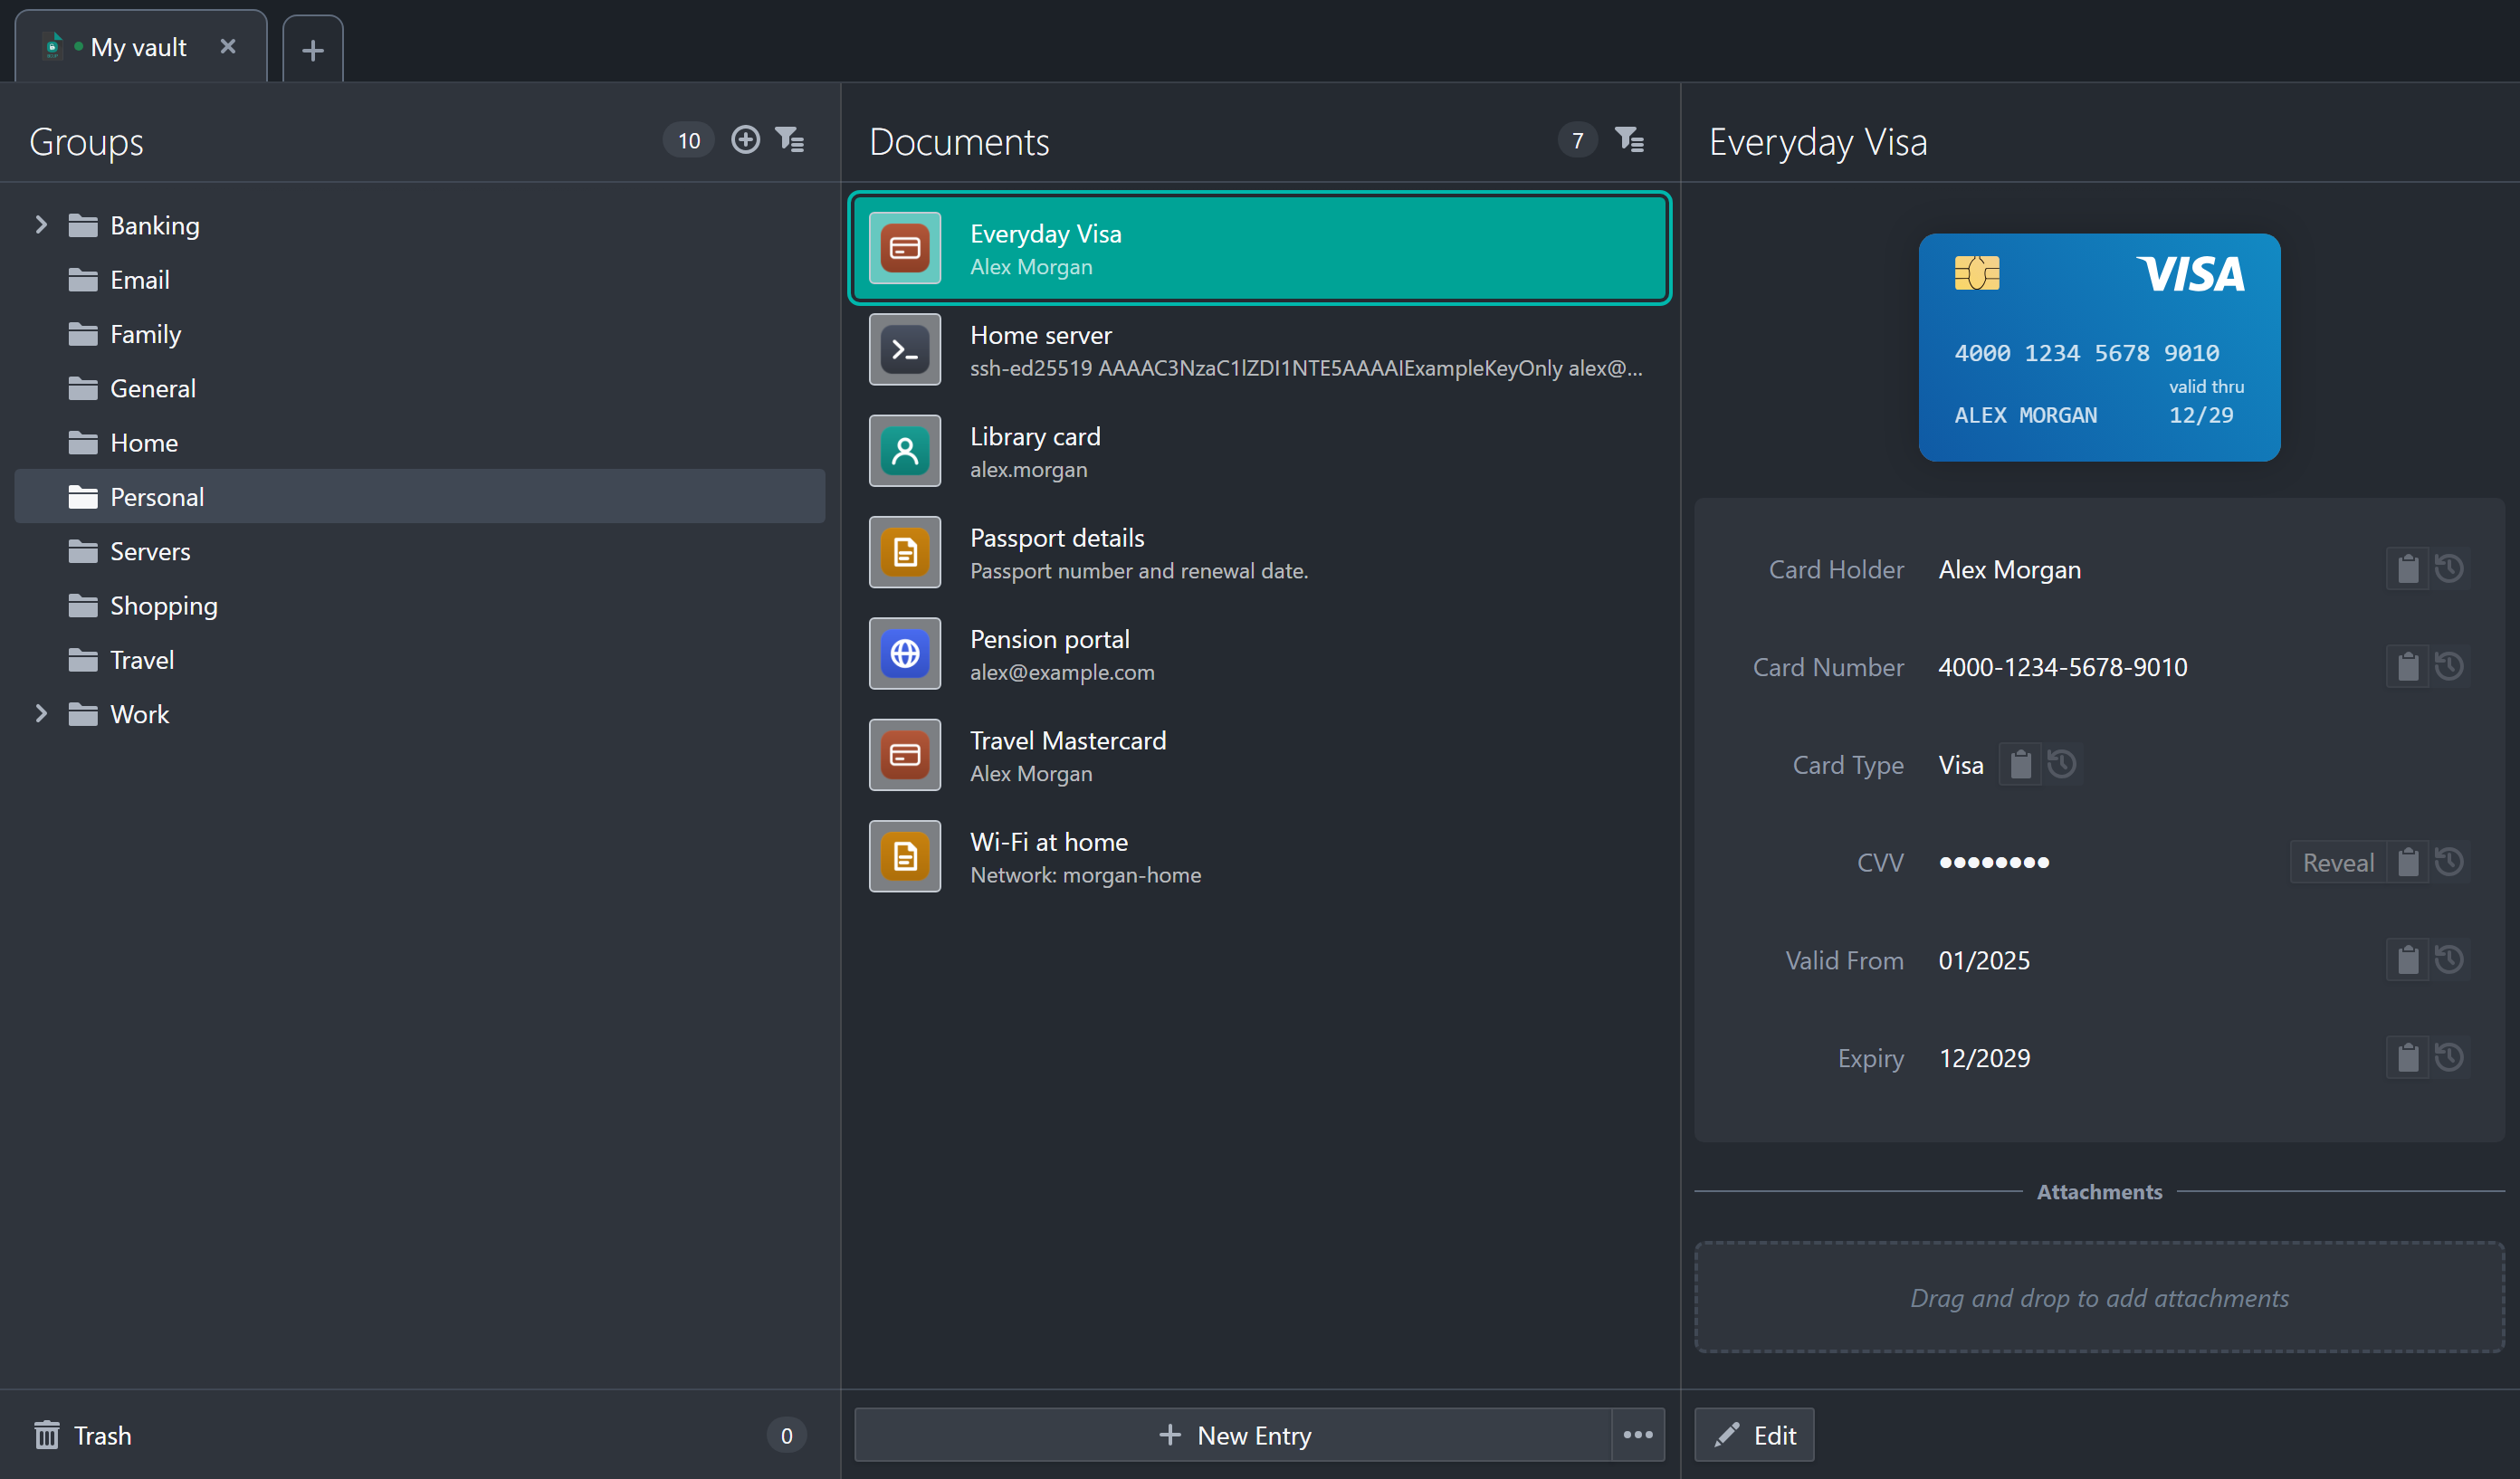 My vault
Groups
10
Banking
Email
Family
General
Home
Personal
Servers
Shopping
Travel
Work
Trash
0
Documents
7
Everyday Visa
Alex Morgan
Home server
ssh-ed25519 AAAAC3NzaC1lZDI1NTE5AAAAIExampleKeyOnly alex@...
Library card
alex.morgan
Passport details
Passport number and renewal date.
Pension portal
alex@example.com
Travel Mastercard
Alex Morgan
Wi-Fi at home
Network: morgan-home
New Entry
Everyday Visa
VISA
4000 1234 5678 9010
valid thru
ALEX MORGAN 12/29
Card Holder Alex Morgan
Card Number 4000-1234-5678-9010
Card Type Visa
CVV ●●●●●●●● Reveal
Valid From 01/2025
Expiry 12/2029
Attachments
Drag and drop to add attachments
Edit